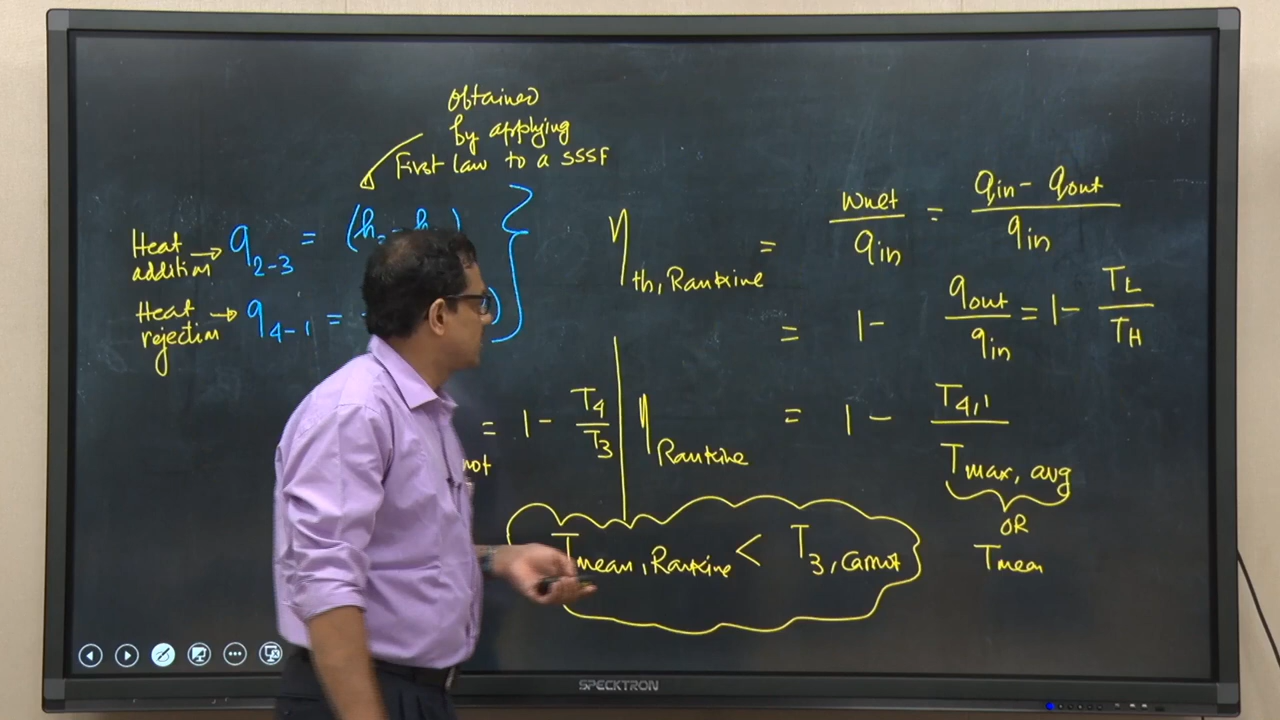 Obtained
by applying
First law to a SSSF
Heat
addition → q2-3 = (h
Heat
rejection → q4-1 = )
ηth, Rankine = wnet/qin = (qin - qout)/qin
= 1 - qout/qin = 1 - TL/TH
= 1 - T4/T3
ηRankine = 1 - T4,1/Tmax, avg
OR
Tmean
Tmean, Rankine < T3, Carnot
SPECKTRON